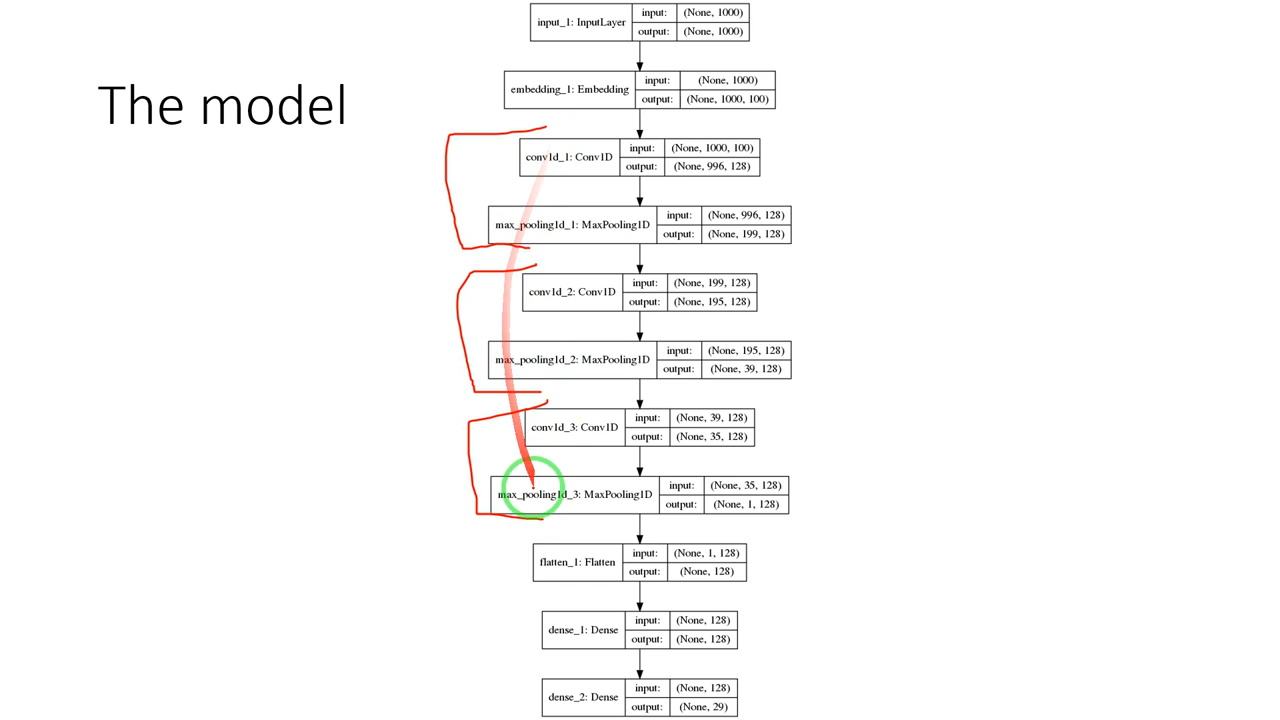 The model
input_1: InputLayer
input: (None, 1000)
output: (None, 1000)
embedding_1: Embedding
input: (None, 1000)
output: (None, 1000, 100)
conv1d_1: Conv1D
input: (None, 1000, 100)
output: (None, 996, 128)
max_pooling1d_1: MaxPooling1D
input: (None, 996, 128)
output: (None, 199, 128)
conv1d_2: Conv1D
input: (None, 199, 128)
output: (None, 195, 128)
max_pooling1d_2: MaxPooling1D
input: (None, 195, 128)
output: (None, 39, 128)
conv1d_3: Conv1D
input: (None, 39, 128)
output: (None, 35, 128)
max_pooling1d_3: MaxPooling1D
input: (None, 35, 128)
output: (None, 1, 128)
flatten_1: Flatten
input: (None, 1, 128)
output: (None, 128)
dense_1: Dense
input: (None, 128)
output: (None, 128)
dense_2: Dense
input: (None, 128)
output: (None, 29)